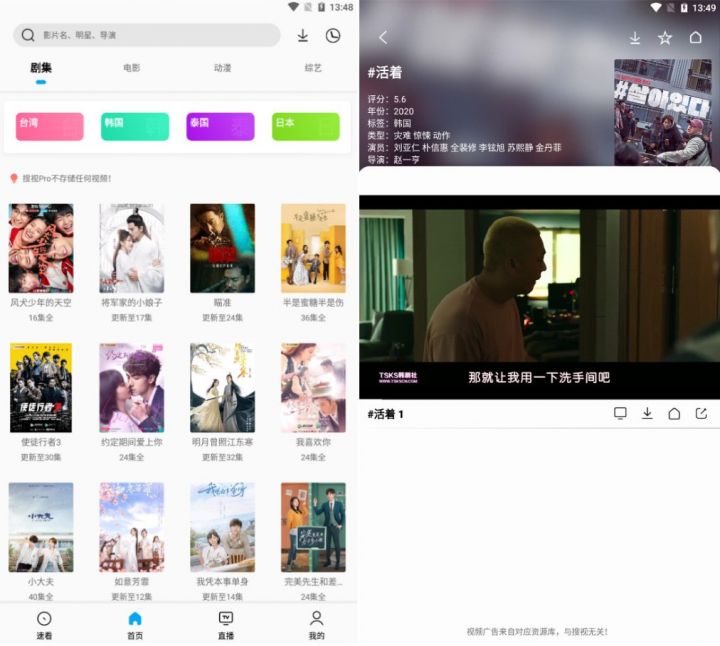 13:48
影片名、明星、导演
剧集
电影
动漫
综艺
台湾
韩国
泰国
日本
搜视Pro不存储任何视频!
风犬少年的天空
将军家的小娘子
瞄准
半是蜜糖半是伤
16集全
更新至17集
更新至24集
36集全
使徒行者3
使徒行者3
约定期间爱上你
明月曾照江东寒
我喜欢你
更新至30集
24集全
更新至32集
24集全
小大夫
如意芳霏
我凭本事单身
完美先生和差...
40集全
更新至12集
更新至14集
24集全
速看
首页
TV
直播
我的
13:49
#活着
评分：5.6
年份：2020
标签：韩国
类型：灾难 惊悚 动作
演员：刘亚仁 朴信惠 全装修 李铉旭 苏熙静 金丹菲
导演：赵一亨
#살아있다
TSKS韩剧社
WWW.TSKSCN.COM
那就让我用一下洗手间吧
#活着 1
视频广告来自对应资源库，与搜视无关！